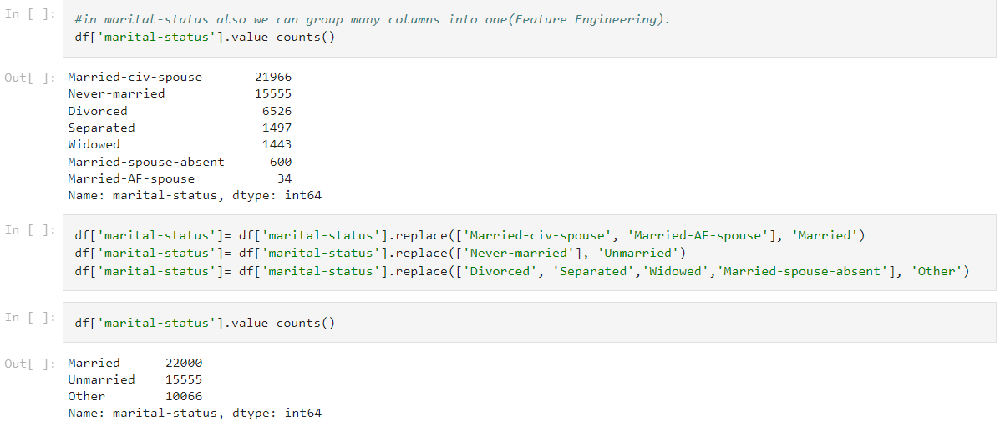 In [ ]:
#in marital-status also we can group many columns into one(Feature Engineering).
df['marital-status'].value_counts()
Out[ ]:
Married-civ-spouse 21966
Never-married 15555
Divorced 6526
Separated 1497
Widowed 1443
Married-spouse-absent 600
Married-AF-spouse 34
Name: marital-status, dtype: int64
In [ ]:
df['marital-status']= df['marital-status'].replace(['Married-civ-spouse', 'Married-AF-spouse'], 'Married')
df['marital-status']= df['marital-status'].replace(['Never-married'], 'Unmarried')
df['marital-status']= df['marital-status'].replace(['Divorced', 'Separated','Widowed','Married-spouse-absent'], 'Other')
In [ ]:
df['marital-status'].value_counts()
Out[ ]:
Married 22000
Unmarried 15555
Other 10066
Name: marital-status, dtype: int64